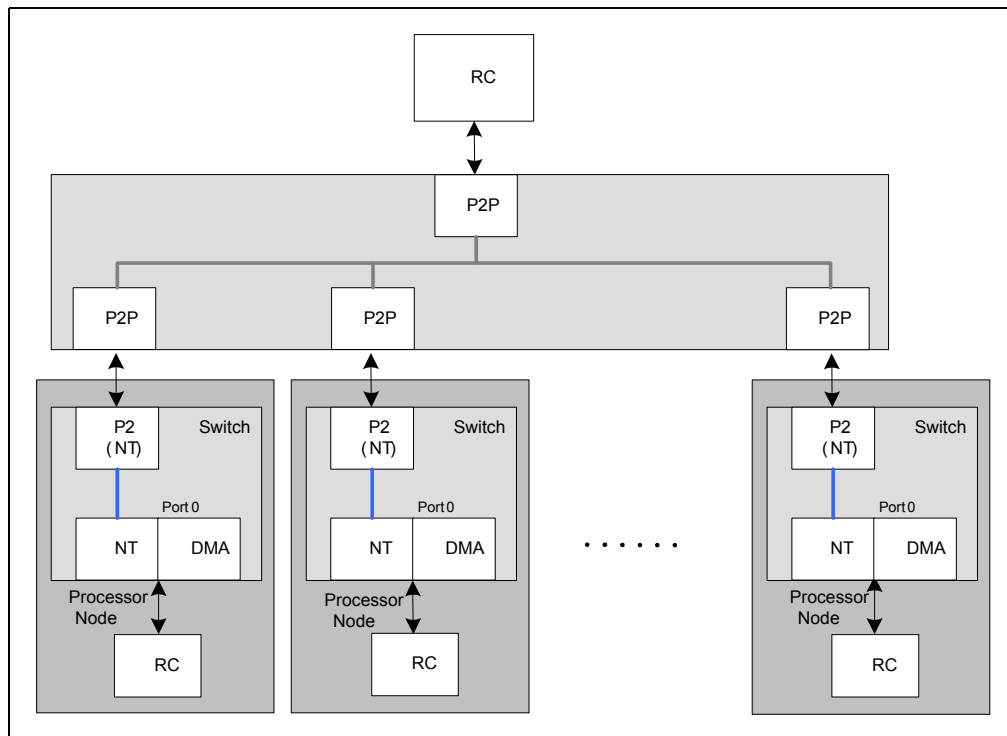 RC
P2P
P2P
P2P
P2P
P2
(NT)
Switch
Port 0
NT
DMA
Processor
Node
RC
P2
(NT)
Switch
Port 0
NT
DMA
Processor
Node
RC
. . . . . .
P2
(NT)
Switch
Port 0
NT
DMA
Processor
Node
RC